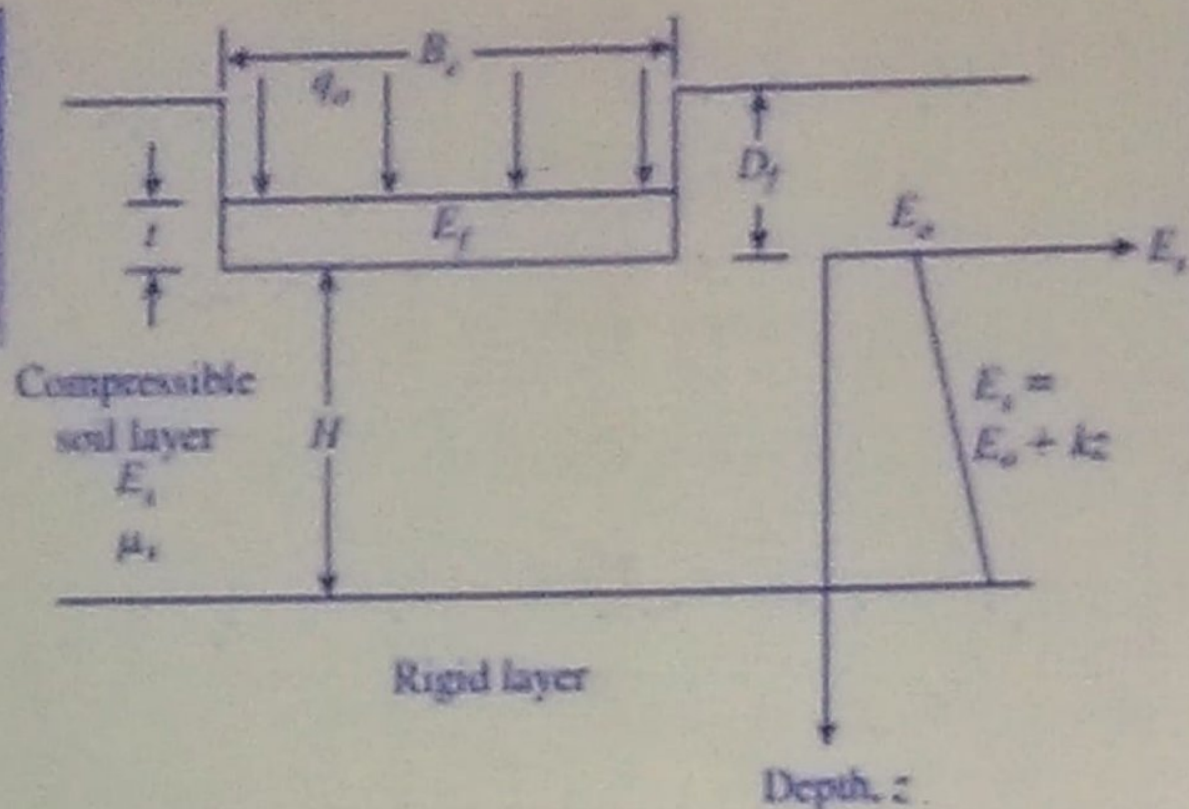 B_e
q_o
D_f
t
E_f
E_o
E_s
Compressible
soil layer
E_s
μ_s
H
E_s =
E_o + kz
Rigid layer
Depth, z